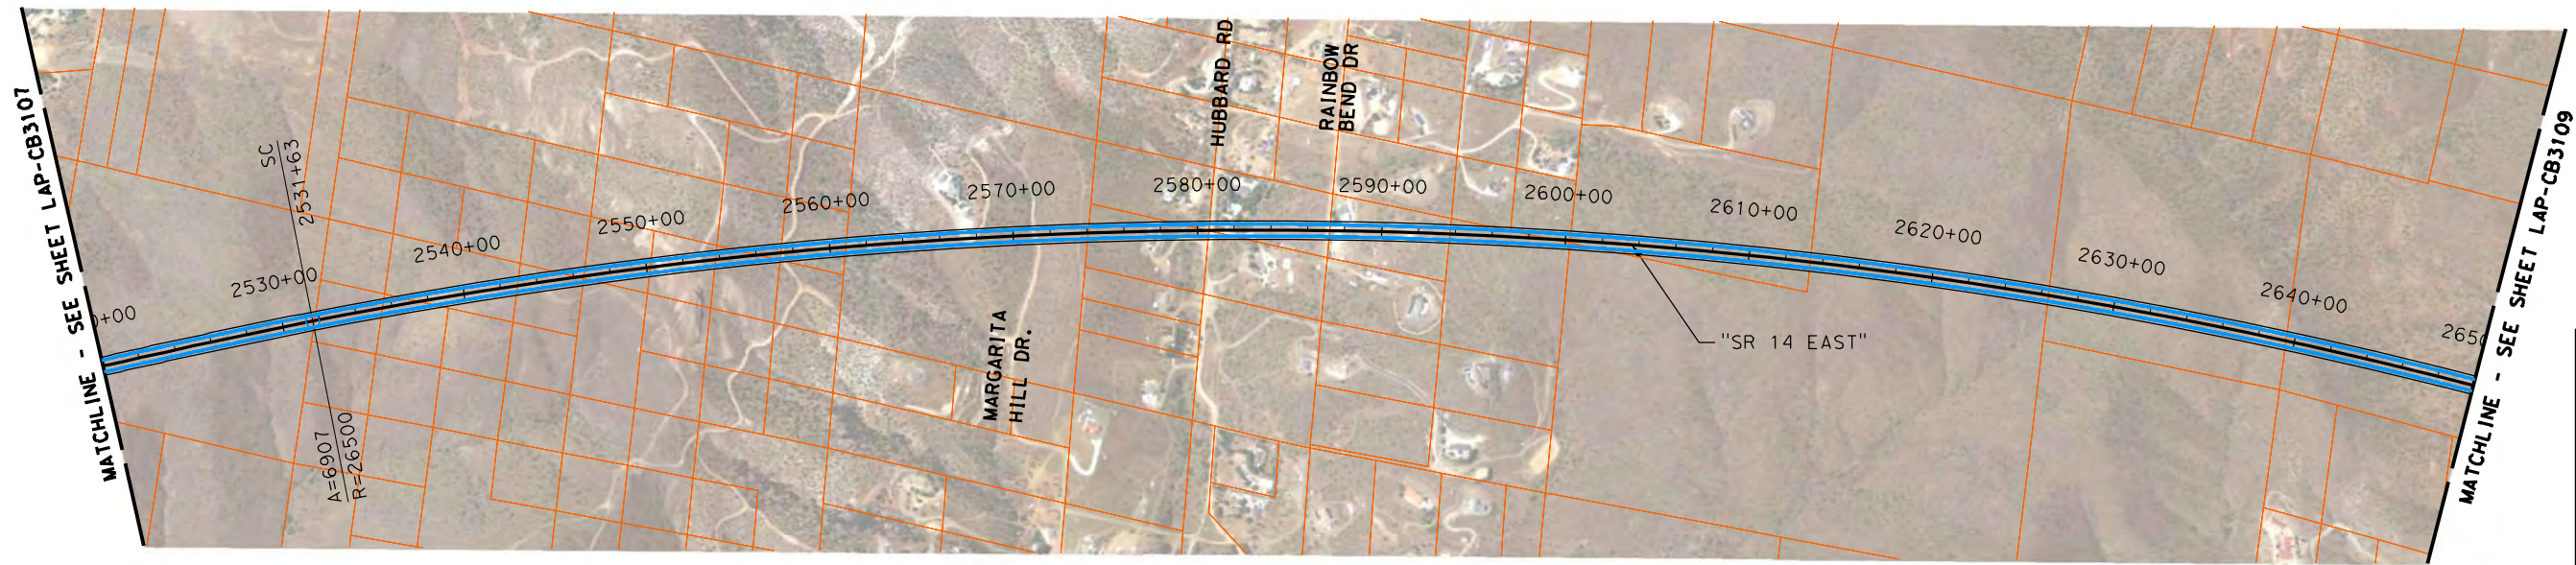 MATCHLINE - SEE SHEET LAP-CB3107
SC
2531+63
A=6907
R=26500
0+00
2530+00
2540+00
2550+00
2560+00
2570+00
2580+00
2590+00
2600+00
2610+00
2620+00
2630+00
2640+00
2650
HUBBARD RD
RAINBOW
BEND DR
MARGARITA
HILL DR.
"SR 14 EAST"
MATCHLINE - SEE SHEET LAP-CB3109